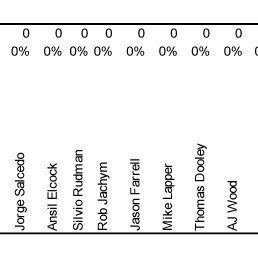 0 0 0 0 0 0 0 0
0% 0% 0% 0% 0% 0% 0% 0%
Jorge Salcedo
Ansil Elcock
Silvio Rudman
Rob Jachym
Jason Farrell
Miike Lapper
Thomas Dooley
AJ Wood